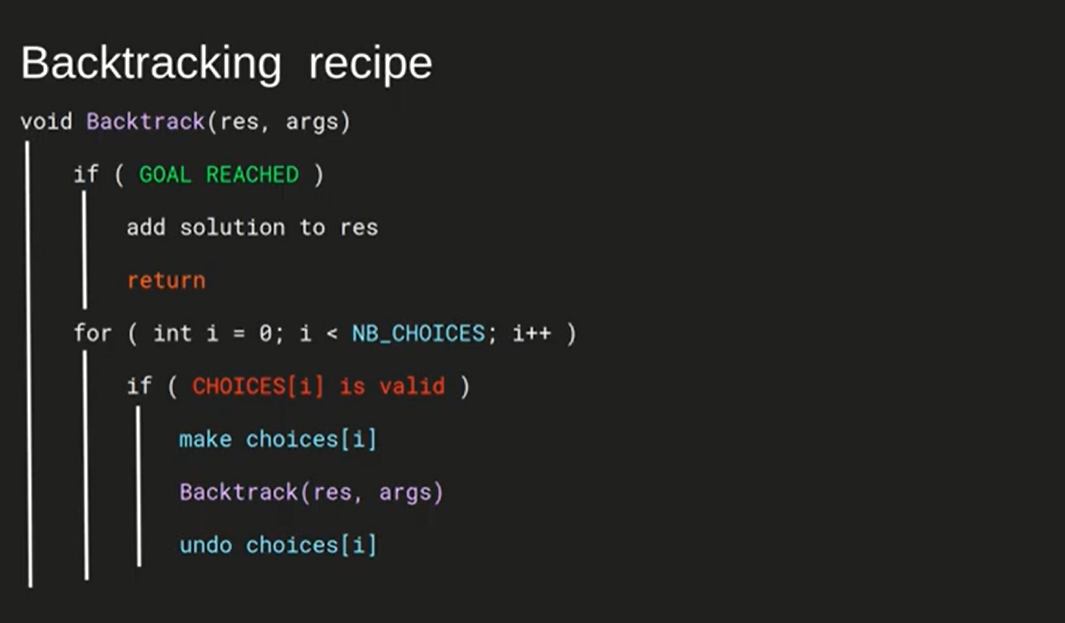 Backtracking recipe
void Backtrack(res, args)
if ( GOAL REACHED )
add solution to res
return
for ( int i = 0; i < NB_CHOICES; i++ )
if ( CHOICES[i] is valid )
make choices[i]
Backtrack(res, args)
undo choices[i]